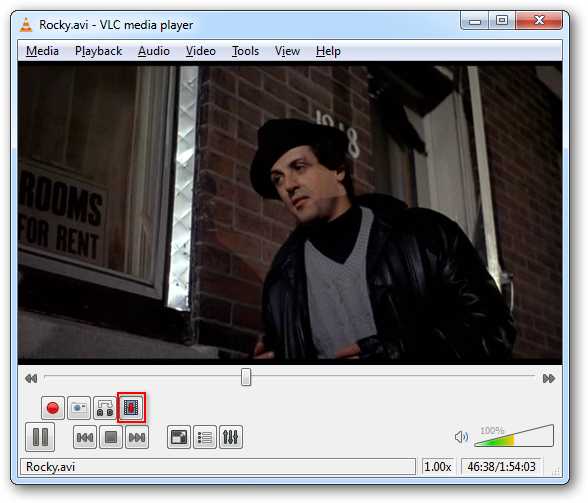 Rocky.avi - VLC media player
Media Playback Audio Video Tools View Help
1218
ROOMS
FOR RENT
100%
Rocky.avi 1.00x 46:38/1:54:03